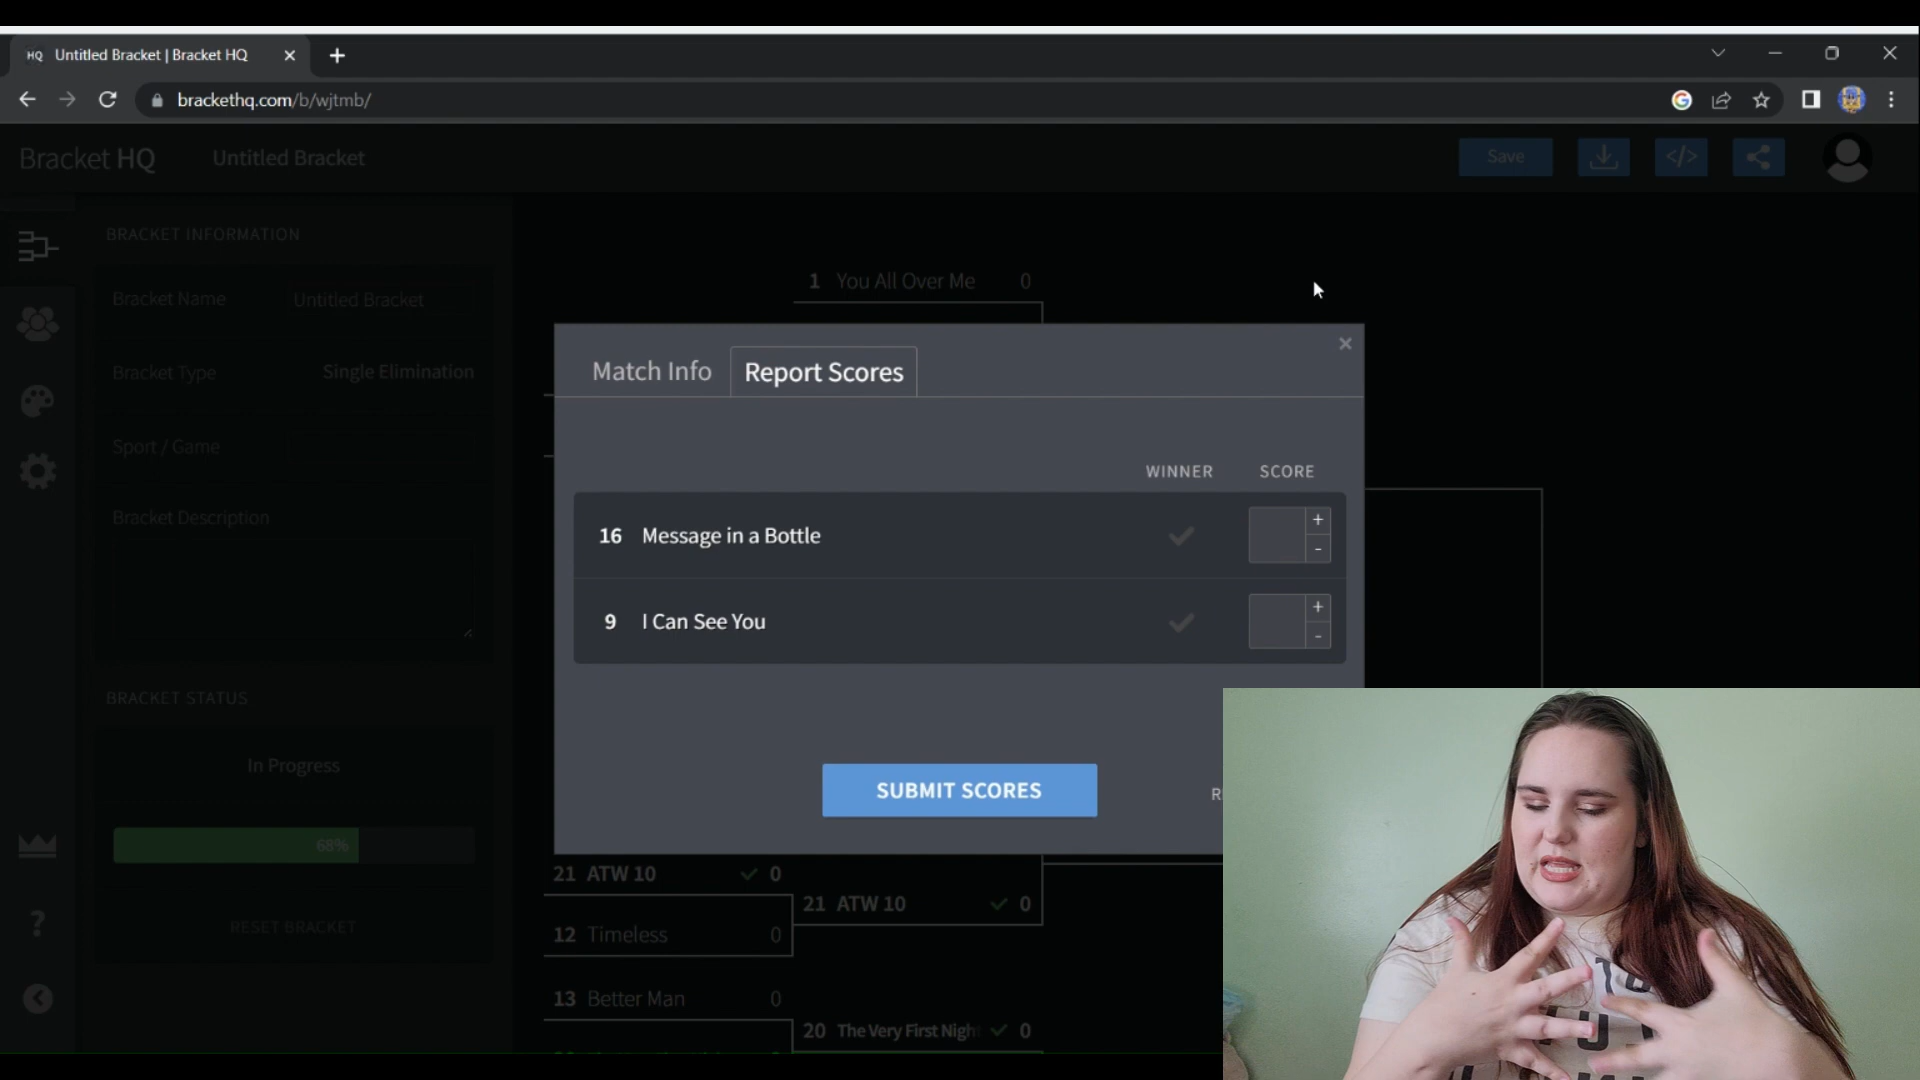 HQ Untitled Bracket | Bracket HQ
brackethq.com/b/wjtmb/
Bracket HQ Untitled Bracket Save </>
BRACKET INFORMATION
Bracket Name Untitled Bracket
Bracket Type Single Elimination
Sport / Game
Bracket Description
BRACKET STATUS
In Progress
68%
RESET BRACKET
1 You All Over Me 0
Match Info Report Scores
WINNER SCORE
16 Message in a Bottle + -
9 I Can See You + -
SUBMIT SCORES
21 ATW 10 0
21 ATW 10 0
12 Timeless 0
13 Better Man 0
20 The Very First Nigh 0